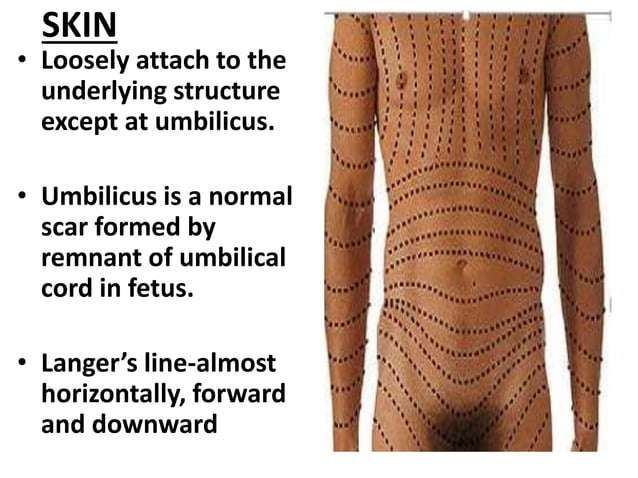 SKIN
• Loosely attach to the
underlying structure
except at umbilicus.
• Umbilicus is a normal
scar formed by
remnant of umbilical
cord in fetus.
• Langer’s line-almost
horizontally, forward
and downward